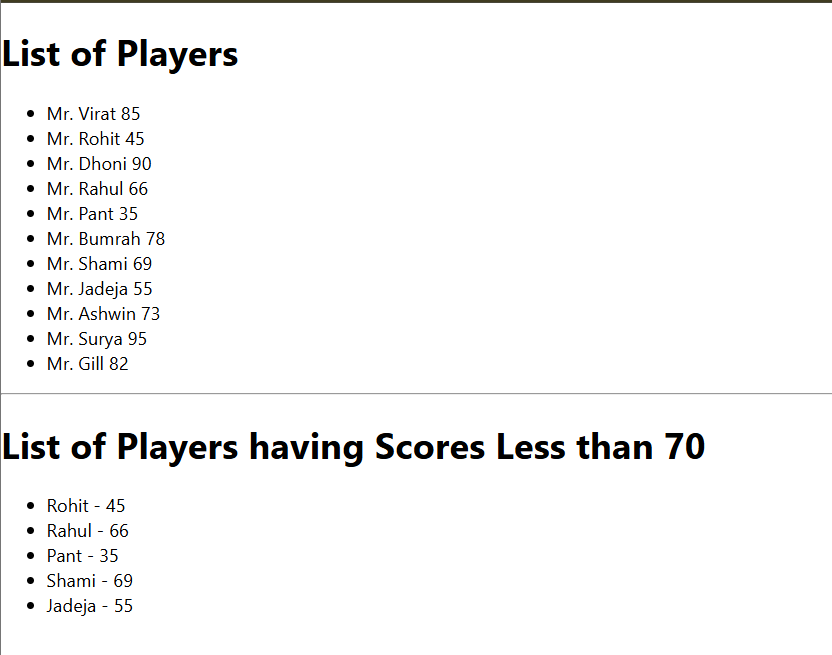 List of Players
Mr. Virat 85
Mr. Rohit 45
Mr. Dhoni 90
Mr. Rahul 66
Mr. Pant 35
Mr. Bumrah 78
Mr. Shami 69
Mr. Jadeja 55
Mr. Ashwin 73
Mr. Surya 95
Mr. Gill 82
List of Players having Scores Less than 70
Rohit - 45
Rahul - 66
Pant - 35
Shami - 69
Jadeja - 55